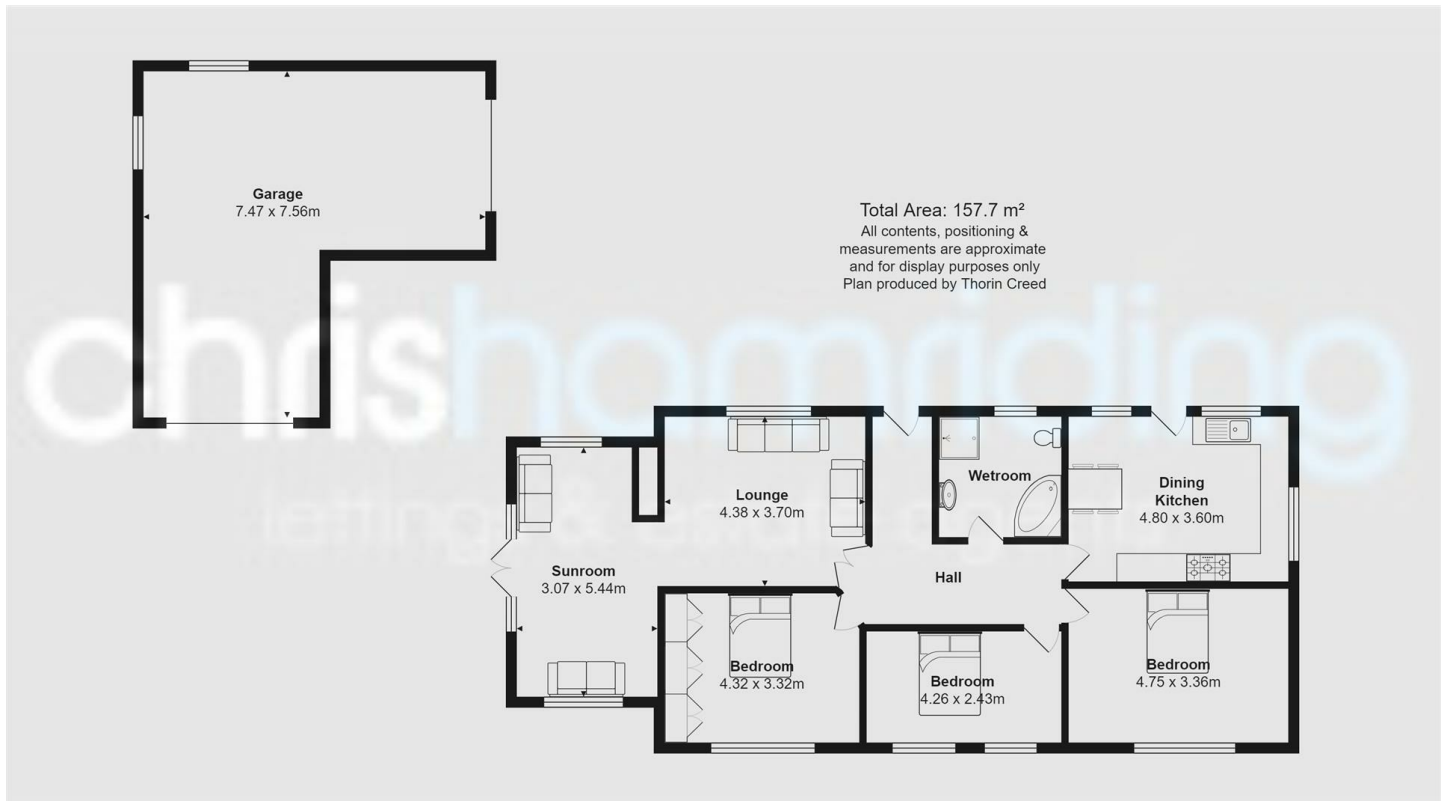 Garage
7.47 x 7.56m
Total Area: 157.7 m²
All contents, positioning &
measurements are approximate
and for display purposes only
Plan produced by Thorin Creed
chrishamriding
lettings & estate agents
Lounge
4.38 x 3.70m
Wetroom
Dining
Kitchen
4.80 x 3.60m
Sunroom
3.07 x 5.44m
Hall
Bedroom
4.32 x 3.32m
Bedroom
4.26 x 2.43m
Bedroom
4.75 x 3.36m